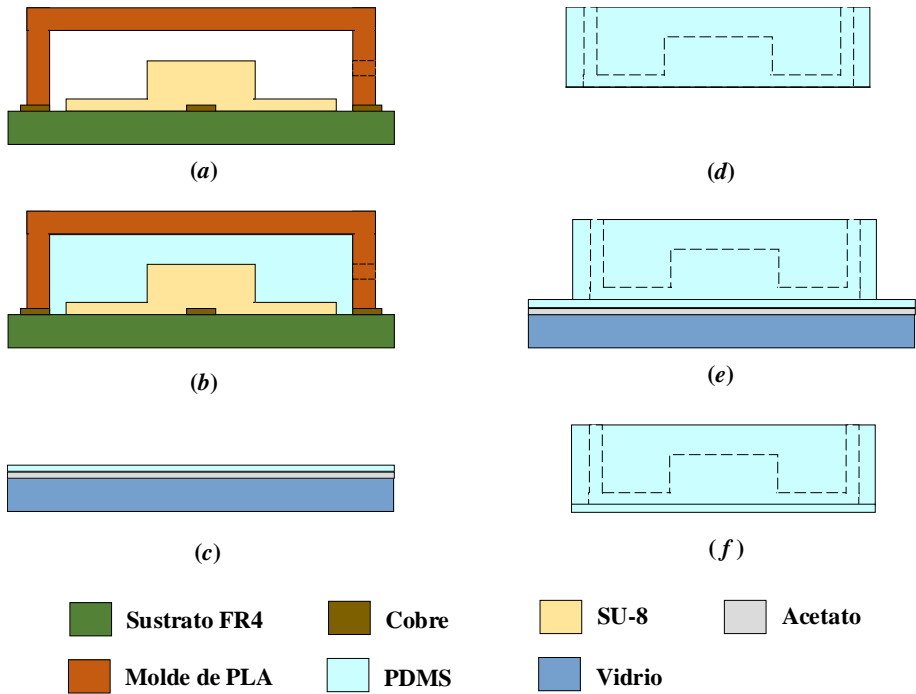 (a)
(d)
(b)
(e)
(c)
(f)
Sustrato FR4
Cobre
SU-8
Acetato
Molde de PLA
PDMS
Vidrio